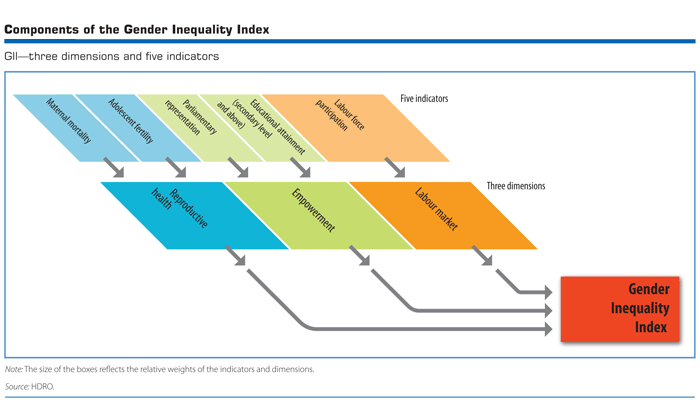 Components of the Gender Inequality Index
GII—three dimensions and five indicators
Maternal mortality
Adolescent fertility
Parliamentary
representation
Educational attainment
(secondary level
and above)
Labour force
participation
Five indicators
Reproductive
health
Empowerment
Labour market
Three dimensions
Gender
Inequality
Index
Note: The size of the boxes reflects the relative weights of the indicators and dimensions.
Source: HDRO.